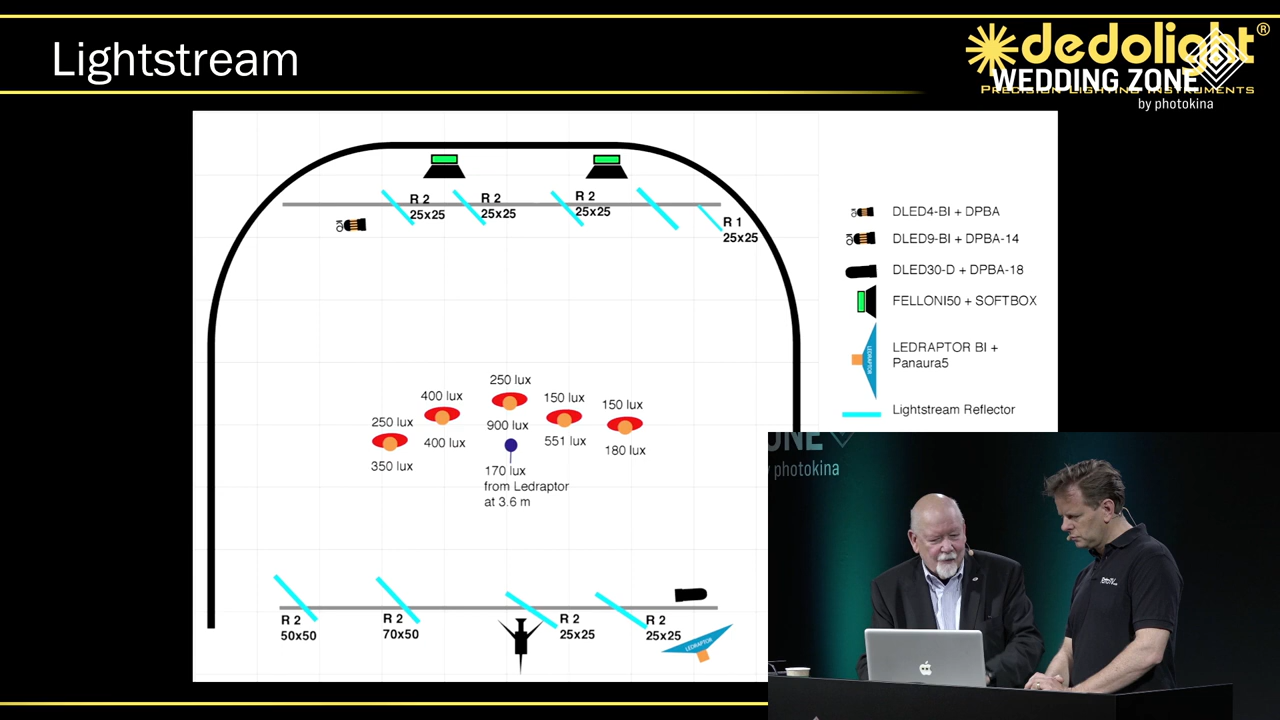 Lightstream
dedolight®
PRECISION LIGHTING INSTRUMENTS
WEDDING ZONE
by photokina
R 2
25x25
R 2
25x25
R 2
25x25
R 1
25x25
DLED4-BI + DPBA
DLED9-BI + DPBA-14
DLED30-D + DPBA-18
FELLONI50 + SOFTBOX
LEDRAPTOR
LEDRAPTOR BI +
Panaura5
Lightstream Reflector
250 lux
400 lux
150 lux
150 lux
250 lux
900 lux
400 lux
551 lux
180 lux
350 lux
170 lux
from Ledraptor
at 3.6 m
R 2
50x50
R 2
70x50
R 2
25x25
R 2
25x25
LEDRAPTOR
ONE
y photokina